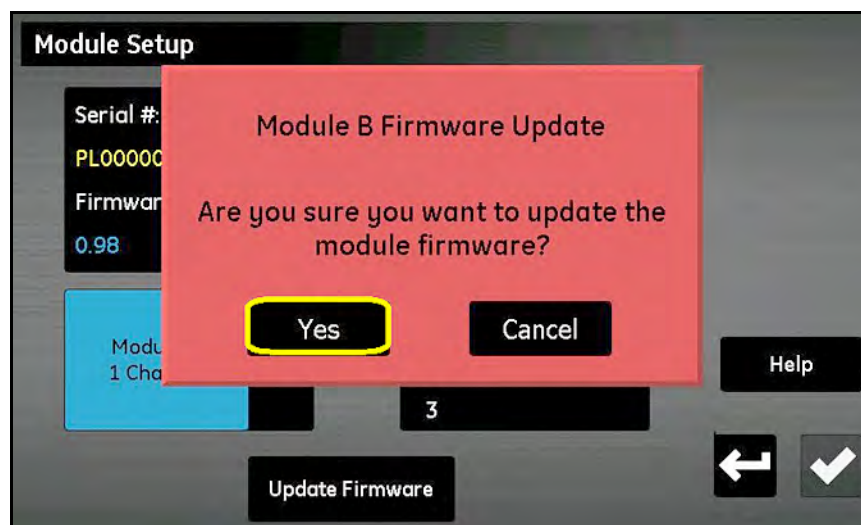 Module Setup
Serial #:
PL00000
Firmwar
0.98
Module B Firmware Update
Are you sure you want to update the
module firmware?
Yes
Cancel
Modu
1 Cha
3
Help
Update Firmware